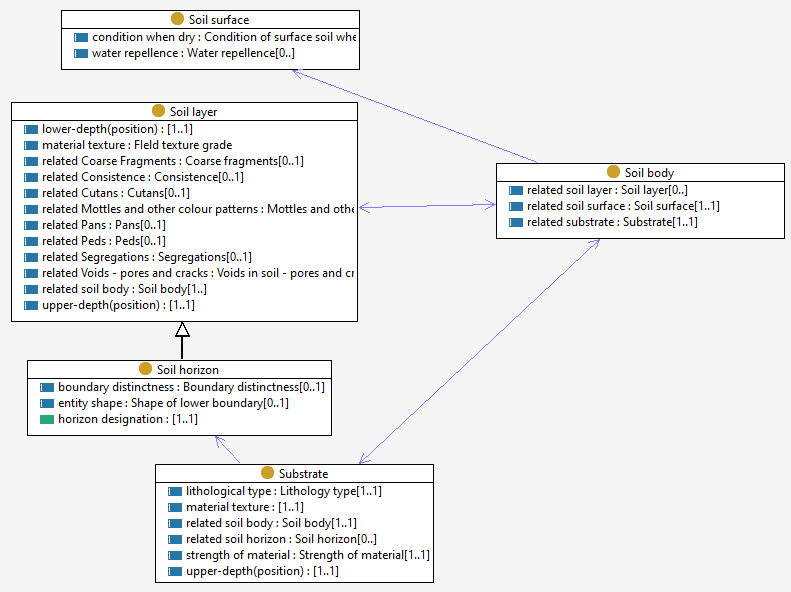 Soil surface
condition when dry : Condition of surface soil whe
water repellence : Water repellence[0..]
Soil layer
lower-depth(position) : [1..1]
material texture : Field texture grade
related Coarse Fragments : Coarse fragments[0..1]
related Consistence : Consistence[0..1]
related Cutans : Cutans[0..1]
related Mottles and other colour patterns : Mottles and othe
related Pans : Pans[0..1]
related Peds : Peds[0..1]
related Segregations : Segregations[0..1]
related Voids - pores and cracks : Voids in soil - pores and cr
related soil body : Soil body[1..]
upper-depth(position) : [1..1]
Soil body
related soil layer : Soil layer[0..]
related soil surface : Soil surface[1..1]
related substrate : Substrate[1..1]
Soil horizon
boundary distinctness : Boundary distinctness[0..1]
entity shape : Shape of lower boundary[0..1]
horizon designation : [1..1]
Substrate
lithological type : Lithology type[1..1]
material texture : [1..1]
related soil body : Soil body[1..1]
related soil horizon : Soil horizon[0..]
strength of material : Strength of material[1..1]
upper-depth(position) : [1..1]